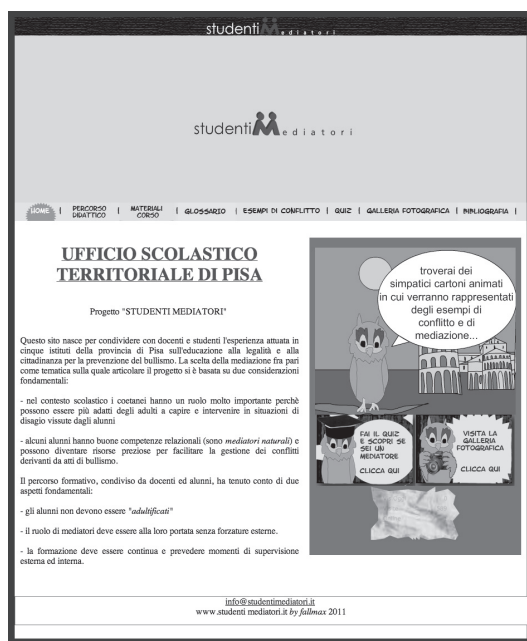 studenti Mediatori
studenti Mediatori
HOME | PERCORSO DIDATTICO | MATERIALI CORSO | GLOSSARIO | ESEMPI DI CONFLITTO | QUIZ | GALLERIA FOTOGRAFICA | BIBLIOGRAFIA |
UFFICIO SCOLASTICO
TERRITORIALE DI PISA
Progetto "STUDENTI MEDIATORI"
Questo sito nasce per condividere con docenti e studenti l'esperienza attuata in
cinque istituti della provincia di Pisa sull'educazione alla legalità e alla
cittadinanza per la prevenzione del bullismo. La scelta della mediazione fra pari
come tematica sulla quale articolare il progetto si è basata su due considerazioni
fondamentali:
- nel contesto scolastico i coetanei hanno un ruolo molto importante perchè
possono essere più adatti degli adulti a capire e intervenire in situazioni di
disagio vissute dagli alunni
- alcuni alunni hanno buone competenze relazionali (sono mediatori naturali) e
possono diventare risorse preziose per facilitare la gestione dei conflitti
derivanti da atti di bullismo.
Il percorso formativo, condiviso da docenti ed alunni, ha tenuto conto di due
aspetti fondamentali:
- gli alunni non devono essere "adultificati"
- il ruolo di mediatori deve essere alla loro portata senza forzature esterne.
- la formazione deve essere continua e prevedere momenti di supervisione
esterna ed interna.
troverai dei
simpatici cartoni animati
in cui verranno rappresentati
degli esempi di
conflitto e di
mediazione...
FAI IL QUIZ
E SCOPRI SE
SEI UN
MEDIATORE
CLICCA QUI
VISITA LA
GALLERIA
FOTOGRAFICA
CLICCA QUI
info@studentimediatori.it
www.studenti mediatori.it by fallmax 2011